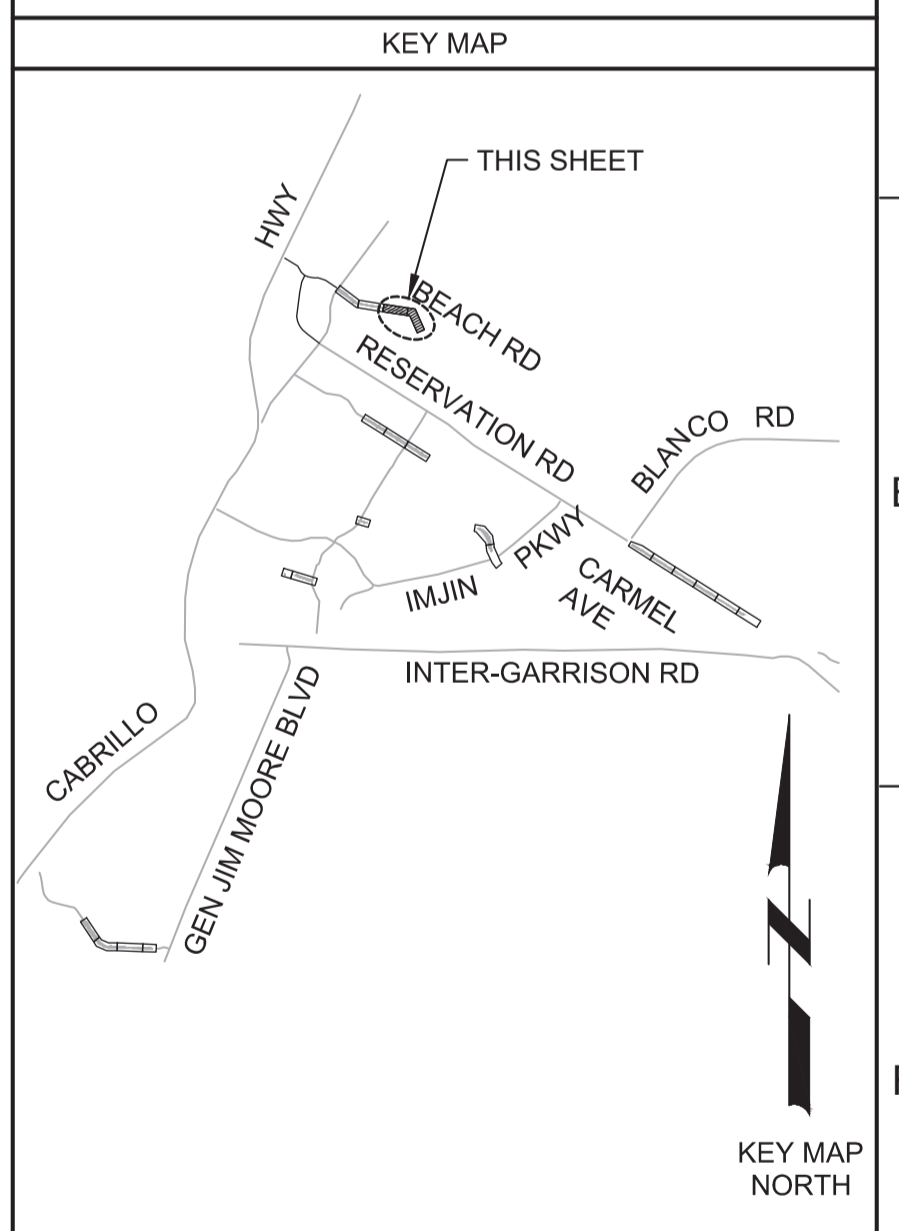 KEY MAP
THIS SHEET
HWY
BEACH RD
RESERVATION RD
BLANCO RD
IMJIN PKWY
CARMEL
AVE
INTER-GARRISON RD
CABRILLO
GEN JIM MOORE BLVD
N
KEY MAP
NORTH